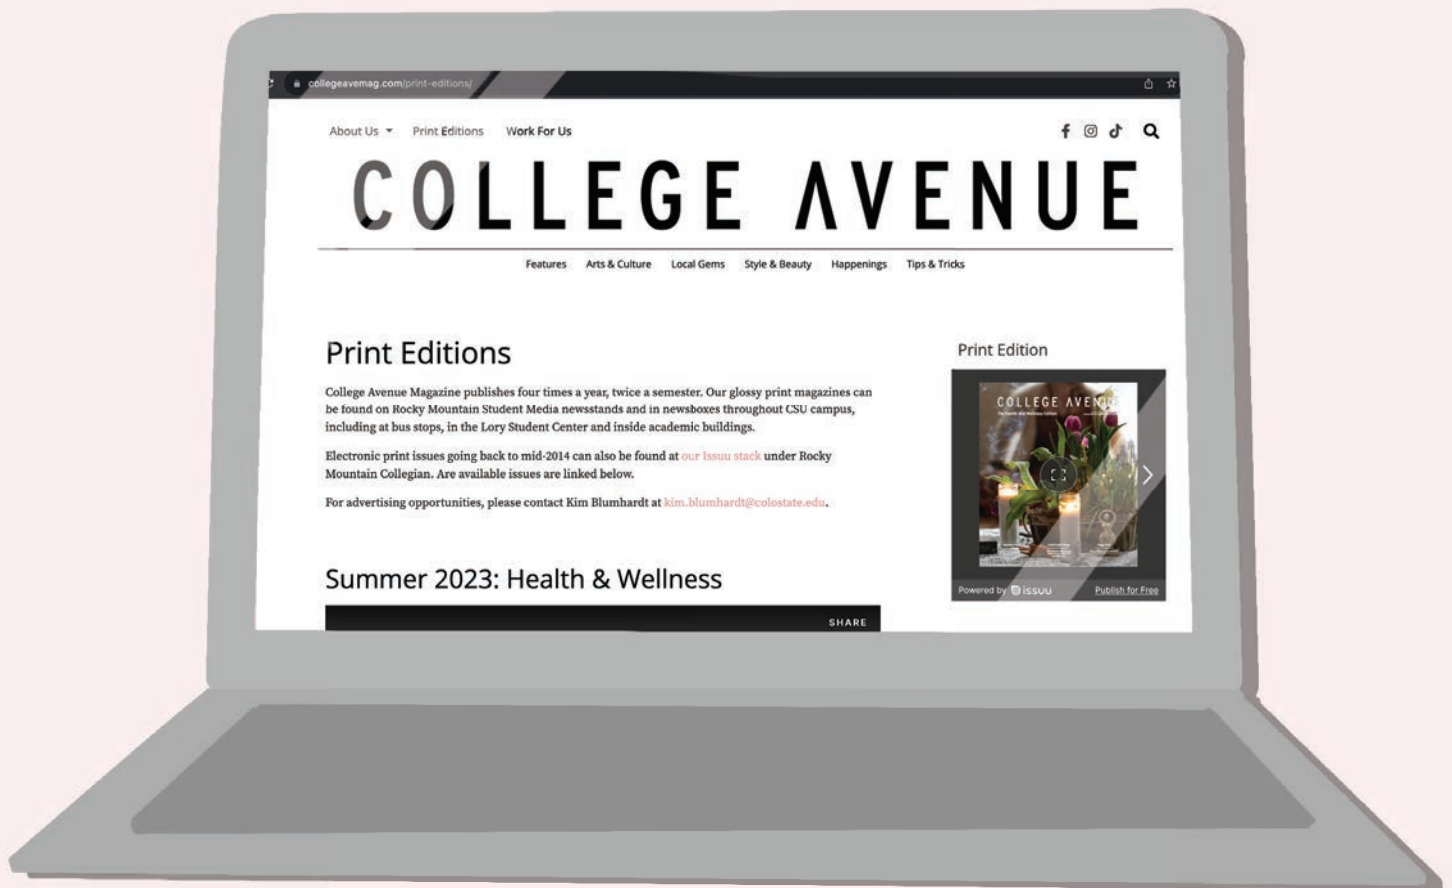 collegeavemag.com/print-editions/
About Us Print Editions Work For Us
COLLEGE AVENUE
Features Arts & Culture Local Gems Style & Beauty Happenings Tips & Tricks
Print Editions
College Avenue Magazine publishes four times a year, twice a semester. Our glossy print magazines can
be found on Rocky Mountain Student Media newsstands and in newsboxes throughout CSU campus,
including at bus stops, in the Lory Student Center and inside academic buildings.
Electronic print issues going back to mid-2014 can also be found at our Issuu stack under Rocky
Mountain Collegian. Are available issues are linked below.
For advertising opportunities, please contact Kim Blumhardt at kim.blumhardt@colostate.edu.
Summer 2023: Health & Wellness
SHARE
Print Edition
COLLEGE AVENUE
The Health and Wellness Edition
Powered by issuu Publish for Free